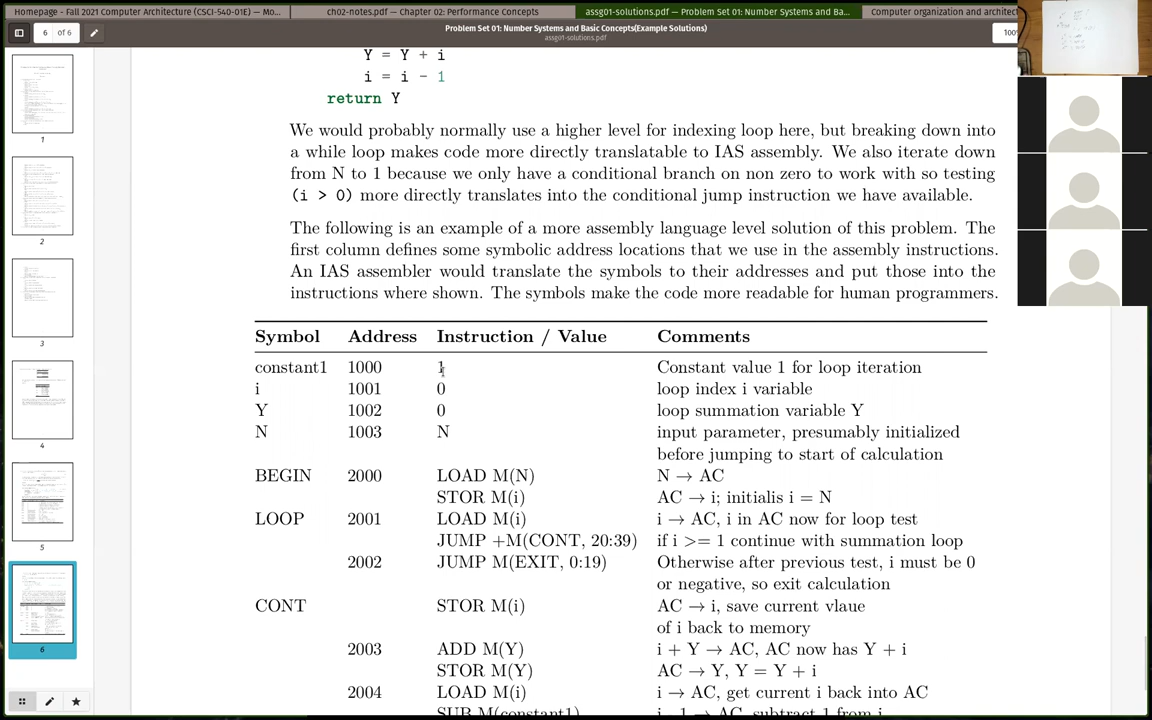 Homepage - Fall 2021 Computer Architecture (CSCI-540-01E) — Mo...
ch02-notes.pdf — Chapter 02: Performance Concepts
assg01-solutions.pdf — Problem Set 01: Number Systems and Ba...
Computer organization and architect
6 of 6
Problem Set 01: Number Systems and Basic Concepts(Example Solutions)
assg01-solutions.pdf
100
Y = Y + i
i = i - 1
return Y
We would probably normally use a higher level for indexing loop here, but breaking down into
a while loop makes code more directly translatable to IAS assembly. We also iterate down
from N to 1 because we only have a conditional branch on non zero to work with so testing
(i > 0) more directly translates into the conditional jump instruction we have available.
The following is an example of a more assembly language level solution of this problem. The
first column defines some symbolic address locations that we use in the assembly instructions.
An IAS assembler would translate the symbols to their addresses and put those into the
instructions where shown. The symbols make the code more readable for human programmers.
Symbol Address Instruction / Value Comments
constant1 1000 1 Constant value 1 for loop iteration
i 1001 0 loop index i variable
Y 1002 0 loop summation variable Y
N 1003 N input parameter, presumably initialized
before jumping to start of calculation
BEGIN 2000 LOAD M(N) N → AC
STOR M(i) AC → i; initialis i = N
LOOP 2001 LOAD M(i) i → AC, i in AC now for loop test
JUMP +M(CONT, 20:39) if i >= 1 continue with summation loop
2002 JUMP M(EXIT, 0:19) Otherwise after previous test, i must be 0
or negative, so exit calculation
CONT STOR M(i) AC → i, save current vlaue
of i back to memory
2003 ADD M(Y) i + Y → AC, AC now has Y + i
STOR M(Y) AC → Y, Y = Y + i
2004 LOAD M(i) i → AC, get current i back into AC
SUB M(constant1) i - 1 → AC, subtract 1 from i
1
2
3
4
5
6